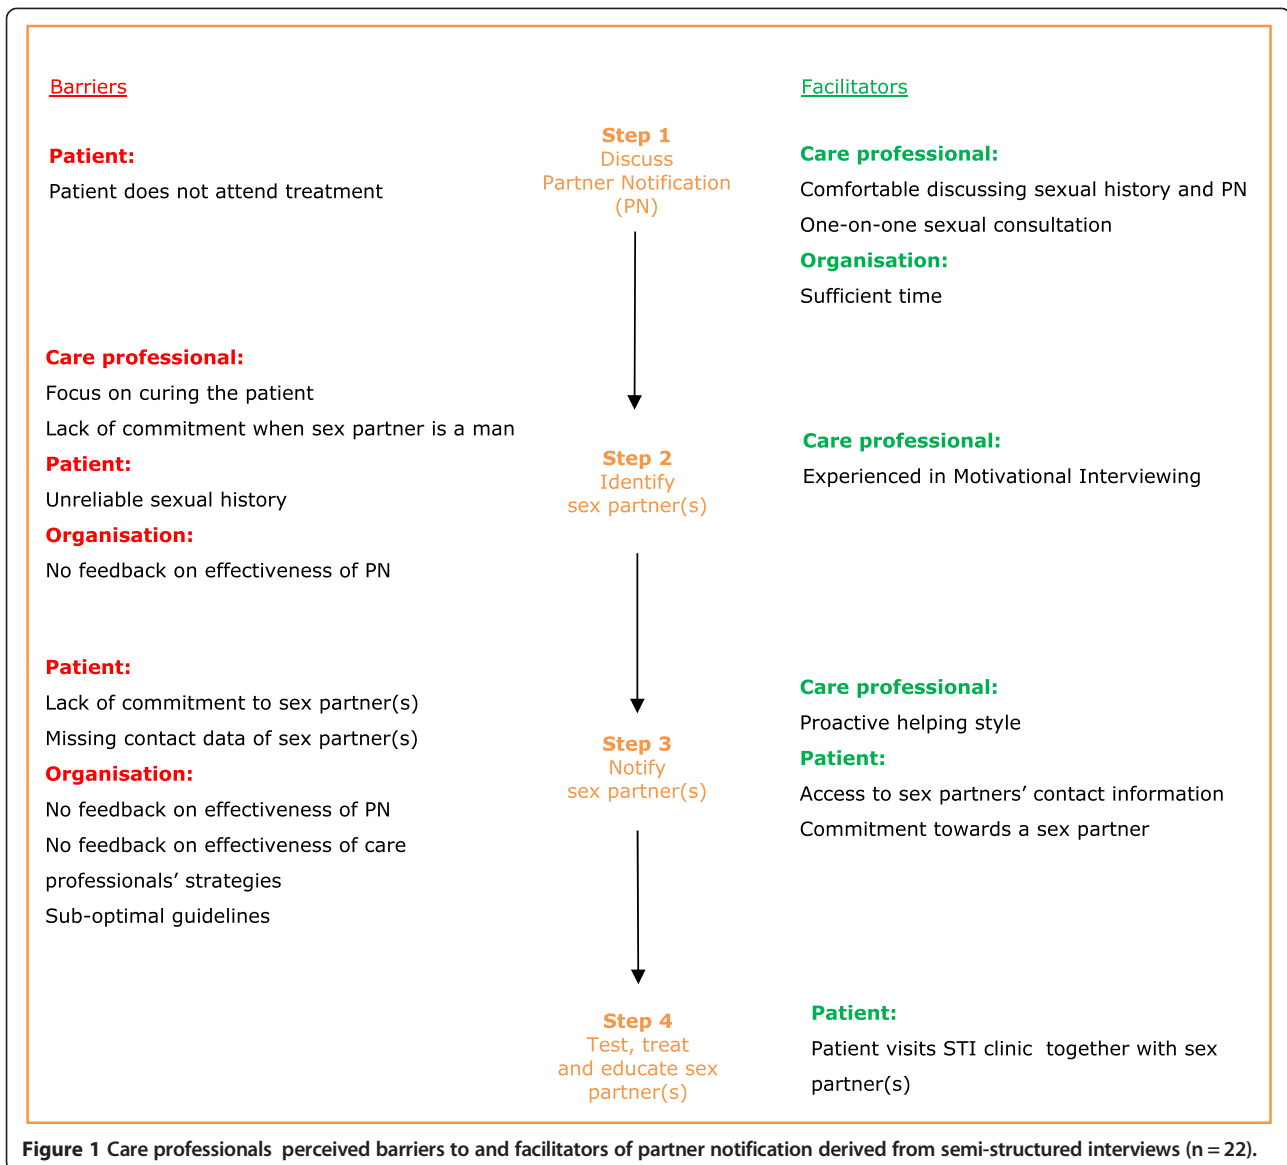 Barriers
Facilitators
Patient:
Patient does not attend treatment
Step 1
Discuss
Partner Notification
(PN)
Care professional:
Comfortable discussing sexual history and PN
One-on-one sexual consultation
Organisation:
Sufficient time
Care professional:
Focus on curing the patient
Lack of commitment when sex partner is a man
Patient:
Unreliable sexual history
Organisation:
No feedback on effectiveness of PN
Step 2
Identify
sex partner(s)
Care professional:
Experienced in Motivational Interviewing
Patient:
Lack of commitment to sex partner(s)
Missing contact data of sex partner(s)
Organisation:
No feedback on effectiveness of PN
No feedback on effectiveness of care
professionals’ strategies
Sub-optimal guidelines
Step 3
Notify
sex partner(s)
Care professional:
Proactive helping style
Patient:
Access to sex partners’ contact information
Commitment towards a sex partner
Step 4
Test, treat
and educate sex
partner(s)
Patient:
Patient visits STI clinic together with sex
partner(s)
Figure 1 Care professionals perceived barriers to and facilitators of partner notification derived from semi-structured interviews (n = 22).